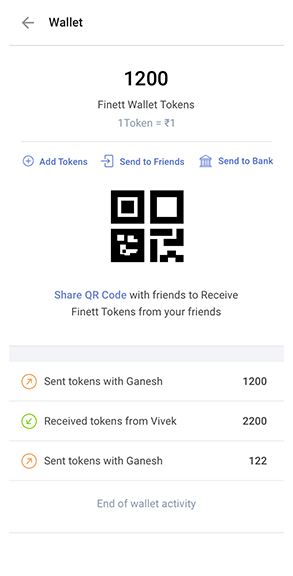 Wallet
1200
Finett Wallet Tokens
1Token = ₹1
Add Tokens Send to Friends Send to Bank
Share QR Code with friends to Receive
Finett Tokens from your friends
Sent tokens with Ganesh 1200
Received tokens from Vivek 2200
Sent tokens with Ganesh 122
End of wallet activity